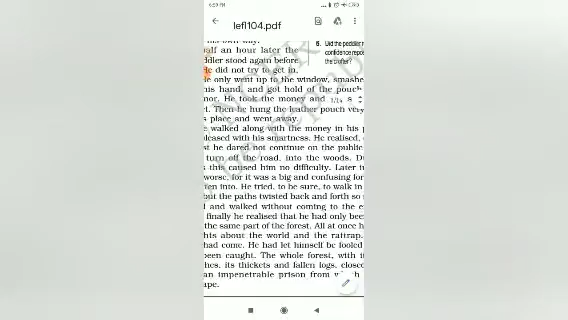 lefl104.pdf
his own way.
half an hour later the
ddler stood again before
He did not try to get in.
e only went up to the window, smashe
his hand, and got hold of the pouch
nor. He took the money and
et. Then he hung the leather pouch very
s place and went away.
e walked along with the money in his p
leased with his smartness. He realised,
at he dared not continue on the public
turn off the road, into the woods. D
s this caused him no difficulty. Later i
worse, for it was a big and confusing for
ten into. He tried, to be sure, to walk in
but the paths twisted back and forth so
l and walked without coming to the e
finally he realised that he had only bee
the same part of the forest. All at once h
hts about the world and the rattrap.
had come. He had let himself be fooled
been caught. The whole forest, with i
hes, its thickets and fallen logs, close
an impenetrable prison from which
ape.
6. Did the peddler r
confidence repo
the crofter?